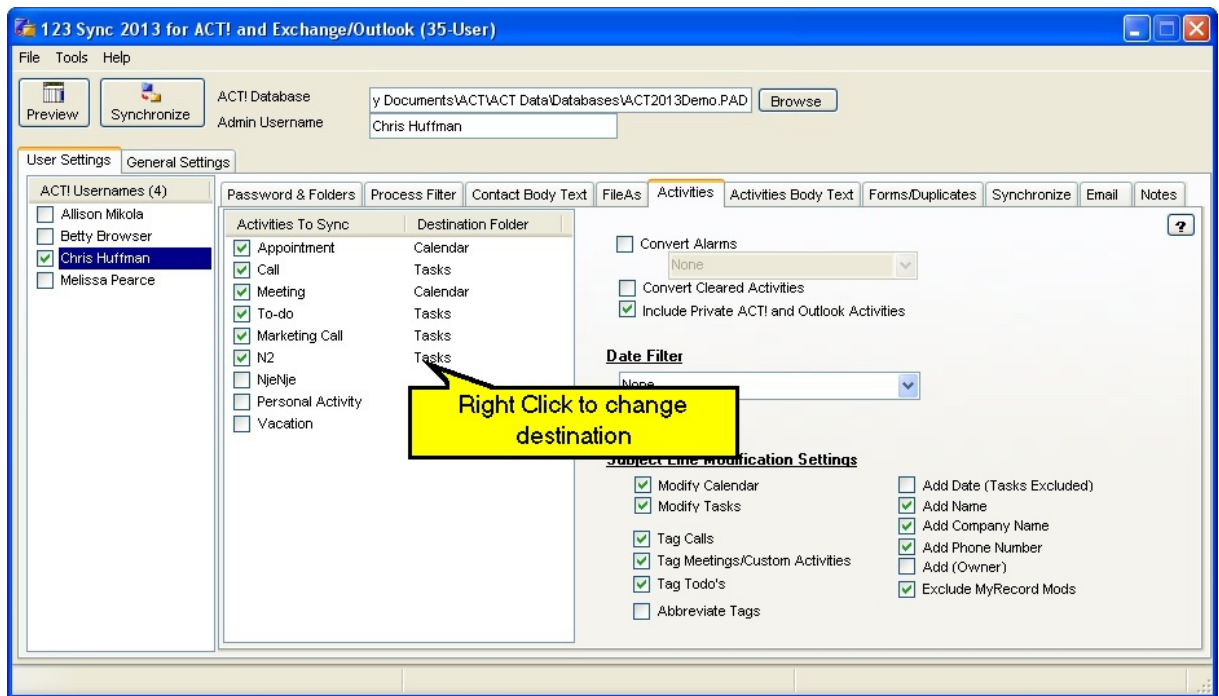 123 Sync 2013 for ACT! and Exchange/Outlook (35-User)
File Tools Help
Preview
Synchronize
ACT! Database
y Documents\ACT\ACT Data\Databases\ACT2013Demo.PAD
Browse
Admin Username
Chris Huffman
User Settings
General Settings
ACT! Usernames (4)
Allison Mikola
Betty Browser
Chris Huffman
Melissa Pearce
Password & Folders
Process Filter
Contact Body Text
FileAs
Activities
Activities Body Text
Forms/Duplicates
Synchronize
Email
Notes
Activities To Sync Destination Folder
Appointment Calendar
Call Tasks
Meeting Calendar
To-do Tasks
Marketing Call Tasks
N2 Tasks
NjeNje
Personal Activity
Vacation
Right Click to change
destination
?
Convert Alarms
None
Convert Cleared Activities
Include Private ACT! and Outlook Activities
Date Filter
None
Subject Line Modification Settings
Modify Calendar
Modify Tasks
Tag Calls
Tag Meetings/Custom Activities
Tag Todo's
Abbreviate Tags
Add Date (Tasks Excluded)
Add Name
Add Company Name
Add Phone Number
Add (Owner)
Exclude MyRecord Mods